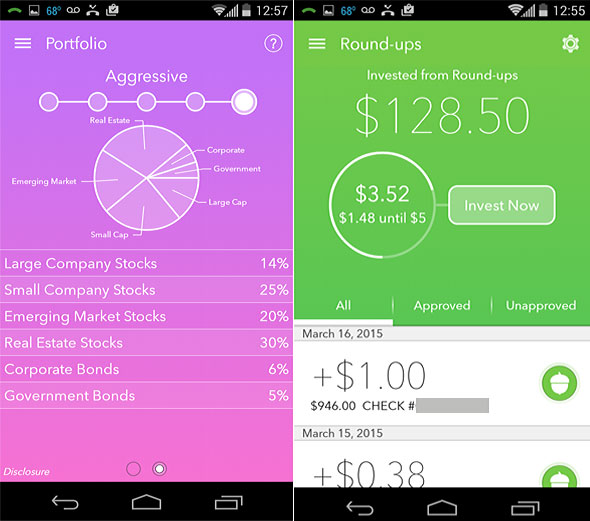 68° 12:57
Portfolio ?
Aggressive
Real Estate
Corporate
Government
Emerging Market
Large Cap
Small Cap
Large Company Stocks 14%
Small Company Stocks 25%
Emerging Market Stocks 20%
Real Estate Stocks 30%
Corporate Bonds 6%
Government Bonds 5%
Disclosure
68° 12:55
Round-ups
Invested from Round-ups
$128.50
$3.52
$1.48 until $5
Invest Now
All Approved Unapproved
March 16, 2015
+$1.00
$946.00 CHECK #
March 15, 2015
+$0.38